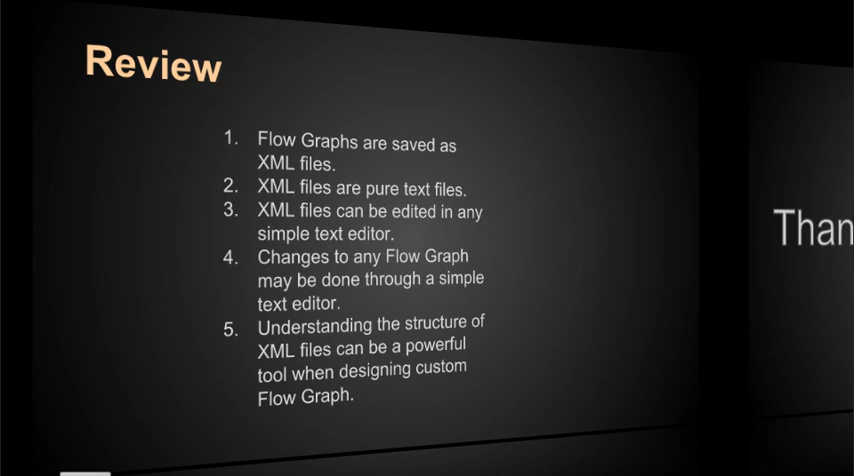 Review
1. Flow Graphs are saved as
XML files.
2. XML files are pure text files.
3. XML files can be edited in any
simple text editor.
4. Changes to any Flow Graph
may be done through a simple
text editor.
5. Understanding the structure of
XML files can be a powerful
tool when designing custom
Flow Graph.
Than